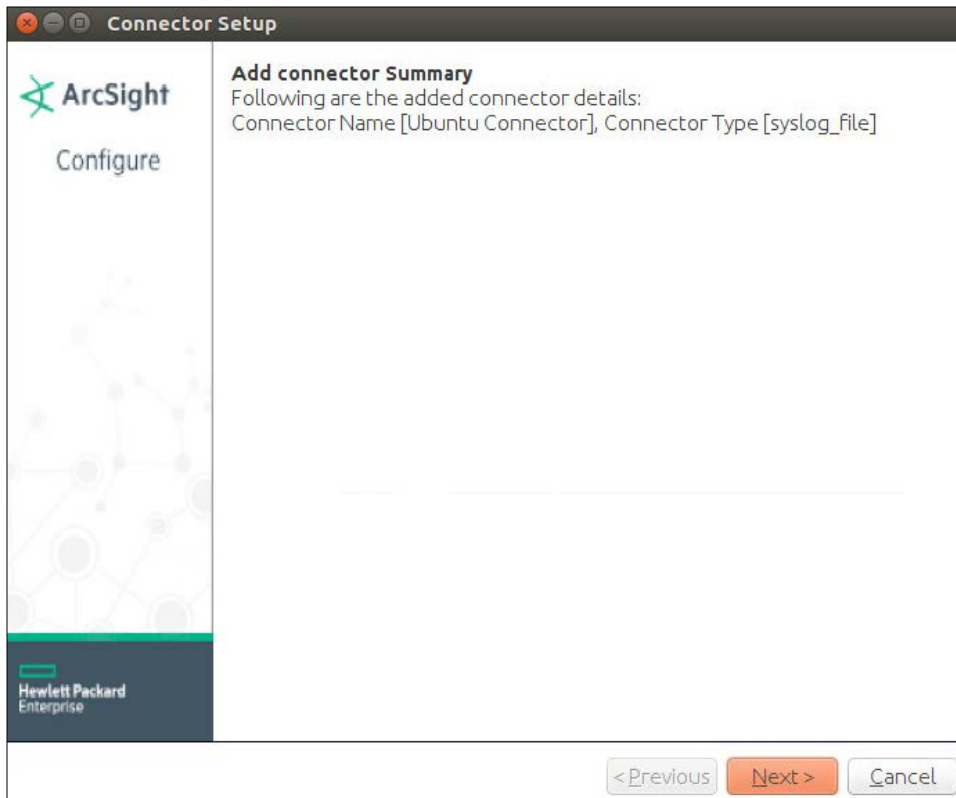 Connector Setup
ArcSight
Configure
Add connector Summary
Following are the added connector details:
Connector Name [Ubuntu Connector], Connector Type [syslog_file]
Hewlett Packard
Enterprise
< Previous
Next >
Cancel